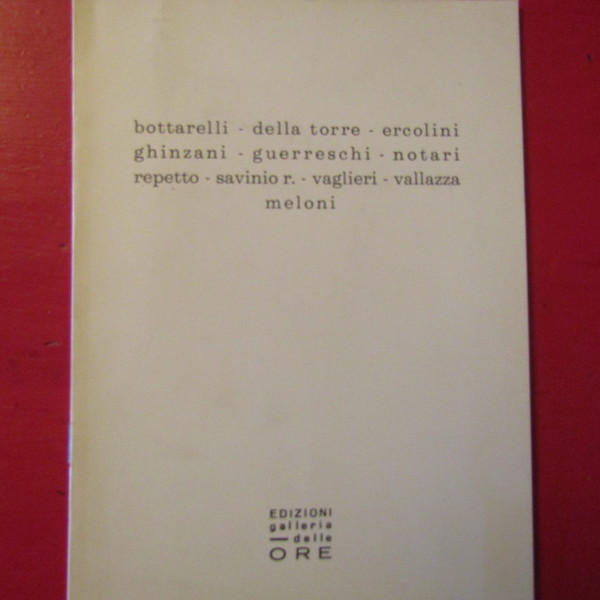 bottarelli - della torre - ercolini
ghinzani - guerreschi - notari
repetto - savinio r. - vaglieri - vallazza
meloni
EDIZIONI
galleria
delle
ORE